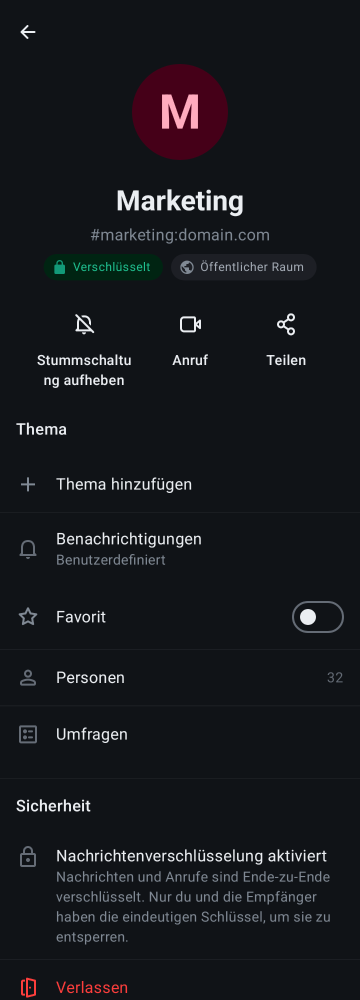 M
Marketing
#marketing:domain.com
Verschlüsselt
Öffentlicher Raum
Stummschaltu
ng aufheben
Anruf
Teilen
Thema
Thema hinzufügen
Benachrichtigungen
Benutzerdefiniert
Favorit
Personen
32
Umfragen
Sicherheit
Nachrichtenverschlüsselung aktiviert
Nachrichten und Anrufe sind Ende-zu-Ende
verschlüsselt. Nur du und die Empfänger
haben die eindeutigen Schlüssel, um sie zu
entsperren.
Verlassen